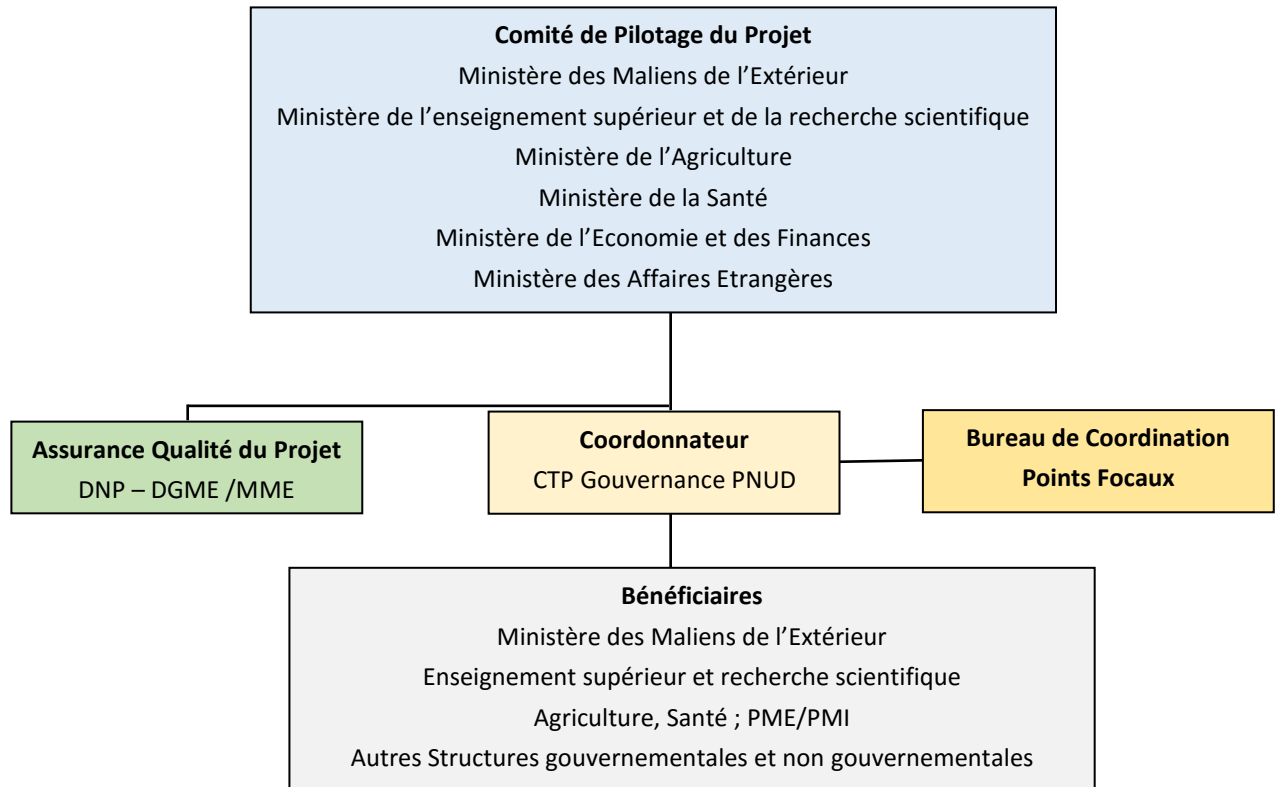 Comité de Pilotage du Projet
Ministère des Maliens de l’Extérieur
Ministère de l’enseignement supérieur et de la recherche scientifique
Ministère de l’Agriculture
Ministère de la Santé
Ministère de l’Economie et des Finances
Ministère des Affaires Etrangères
Assurance Qualité du Projet
DNP – DGME /MME
Coordonnateur
CTP Gouvernance PNUD
Bureau de Coordination
Points Focaux
Bénéficiaires
Ministère des Maliens de l’Extérieur
Enseignement supérieur et recherche scientifique
Agriculture, Santé ; PME/PMI
Autres Structures gouvernementales et non gouvernementales